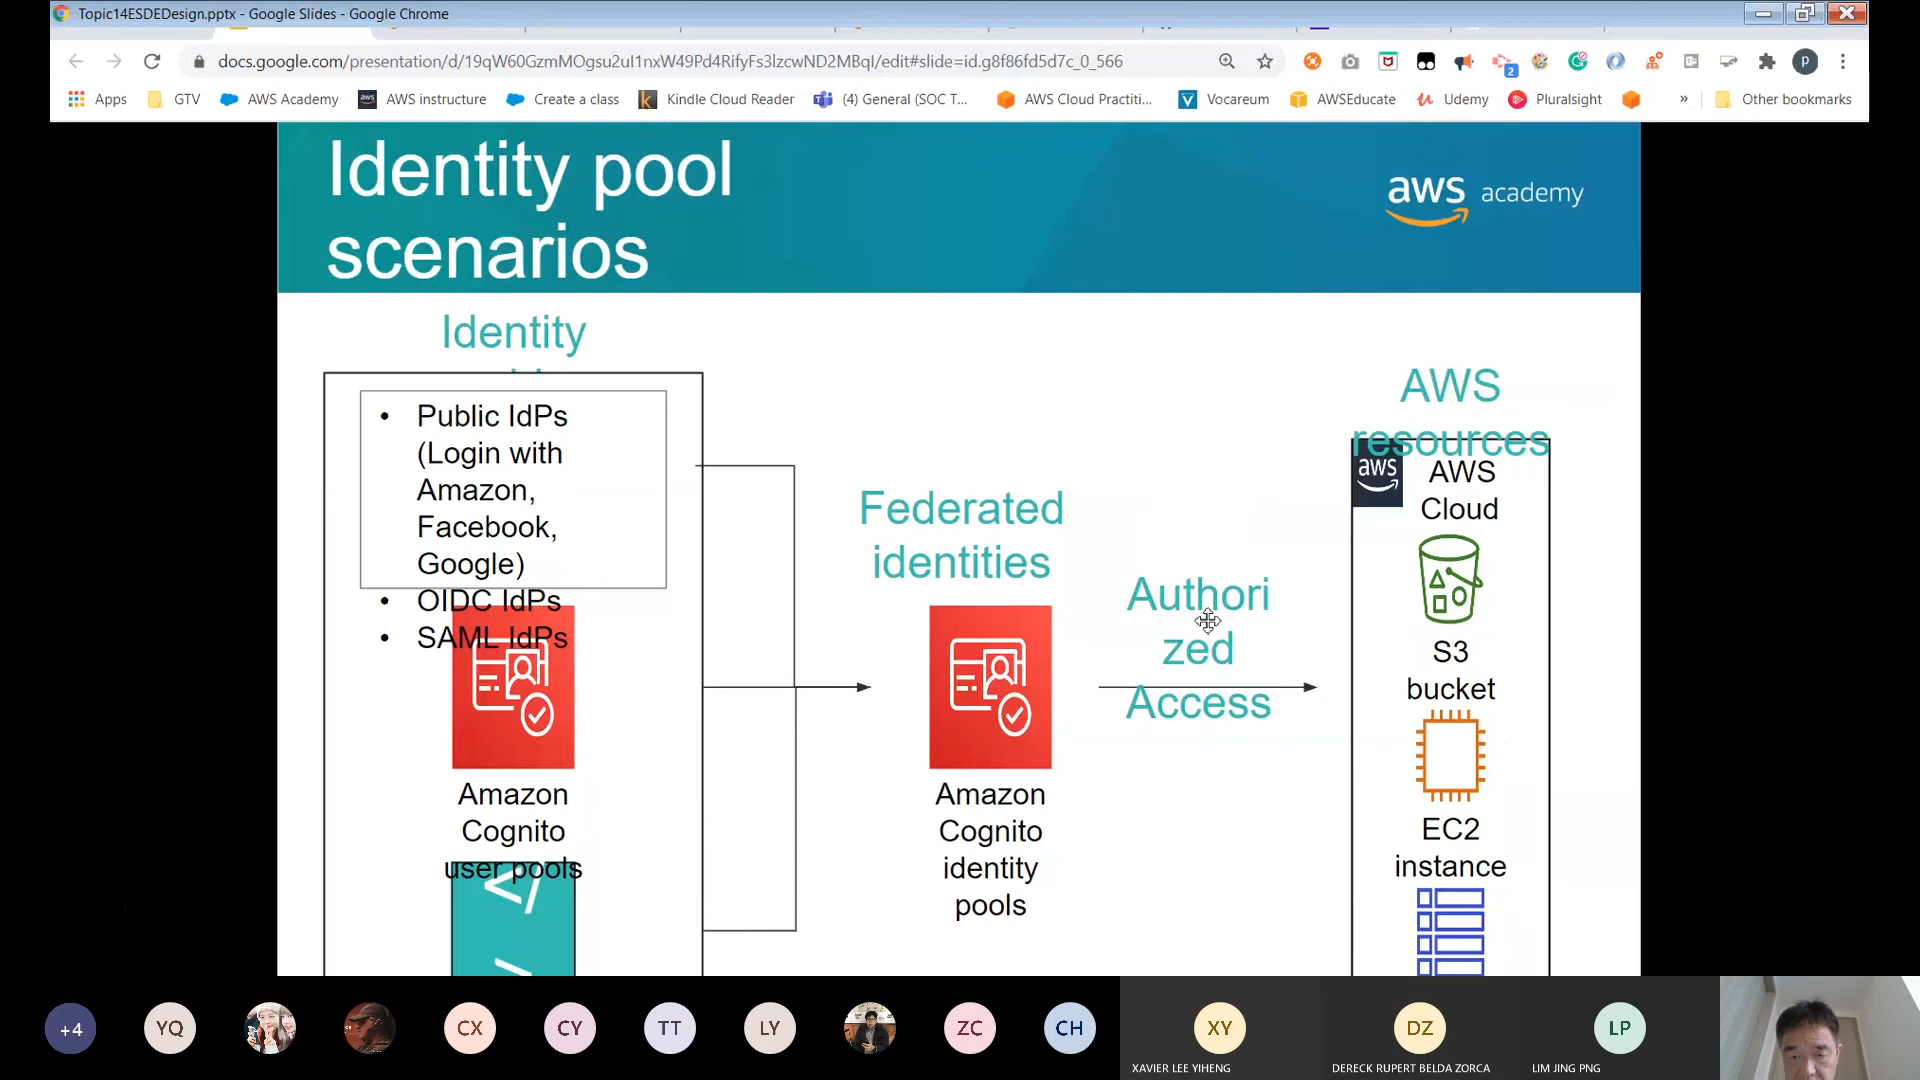 Topic14ESDEDesign.pptx - Google Slides - Google Chrome
docs.google.com/presentation/d/19qW60GzmMOgsu2uI1nxW49Pd4RifyFs3lzcwND2MBqI/edit#slide=id.g8f86fd5d7c_0_566
2
p
Apps GTV AWS Academy AWS instructure Create a class Kindle Cloud Reader (4) General (SOC T... AWS Cloud Practiti... Vocareum AWSEducate Udemy Pluralsight » Other bookmarks
Identity pool
scenarios
aws academy
Identity
• Public IdPs
(Login with
Amazon,
Facebook,
Google)
• OIDC IdPs
• SAML IdPs
Amazon
Cognito
user pools
Federated
identities
Amazon
Cognito
identity
pools
Authori
zed
Access
AWS
resources
aws
AWS
Cloud
S3
bucket
EC2
instance
+4
YQ
CX
CY
TT
LY
ZC
CH
XY
XAVIER LEE YIHENG
DZ
DERECK RUPERT BELDA ZORCA
LP
LIM JING PNG